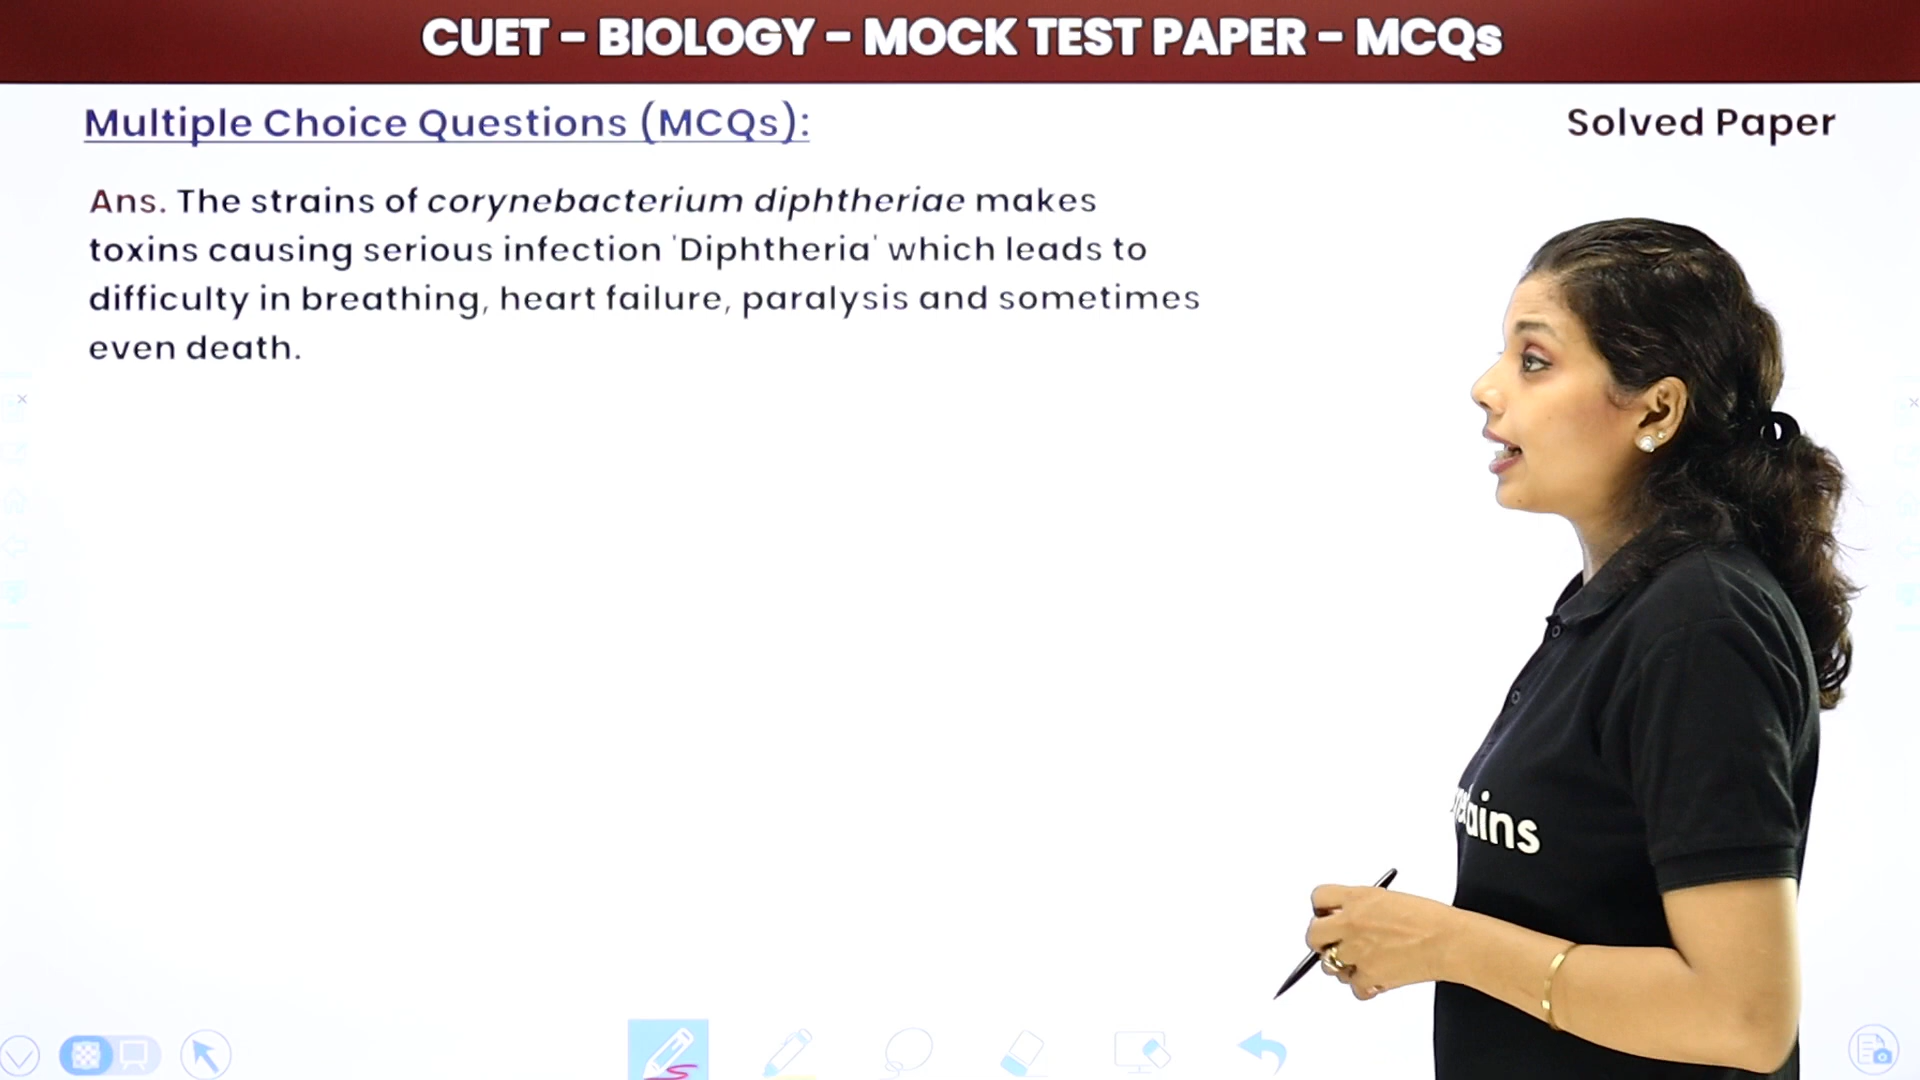 CUET - BIOLOGY - MOCK TEST PAPER - MCQs
Multiple Choice Questions (MCQs):
Solved Paper
Ans. The strains of corynebacterium diphtheriae makes
toxins causing serious infection 'Diphtheria' which leads to
difficulty in breathing, heart failure, paralysis and sometimes
even death.